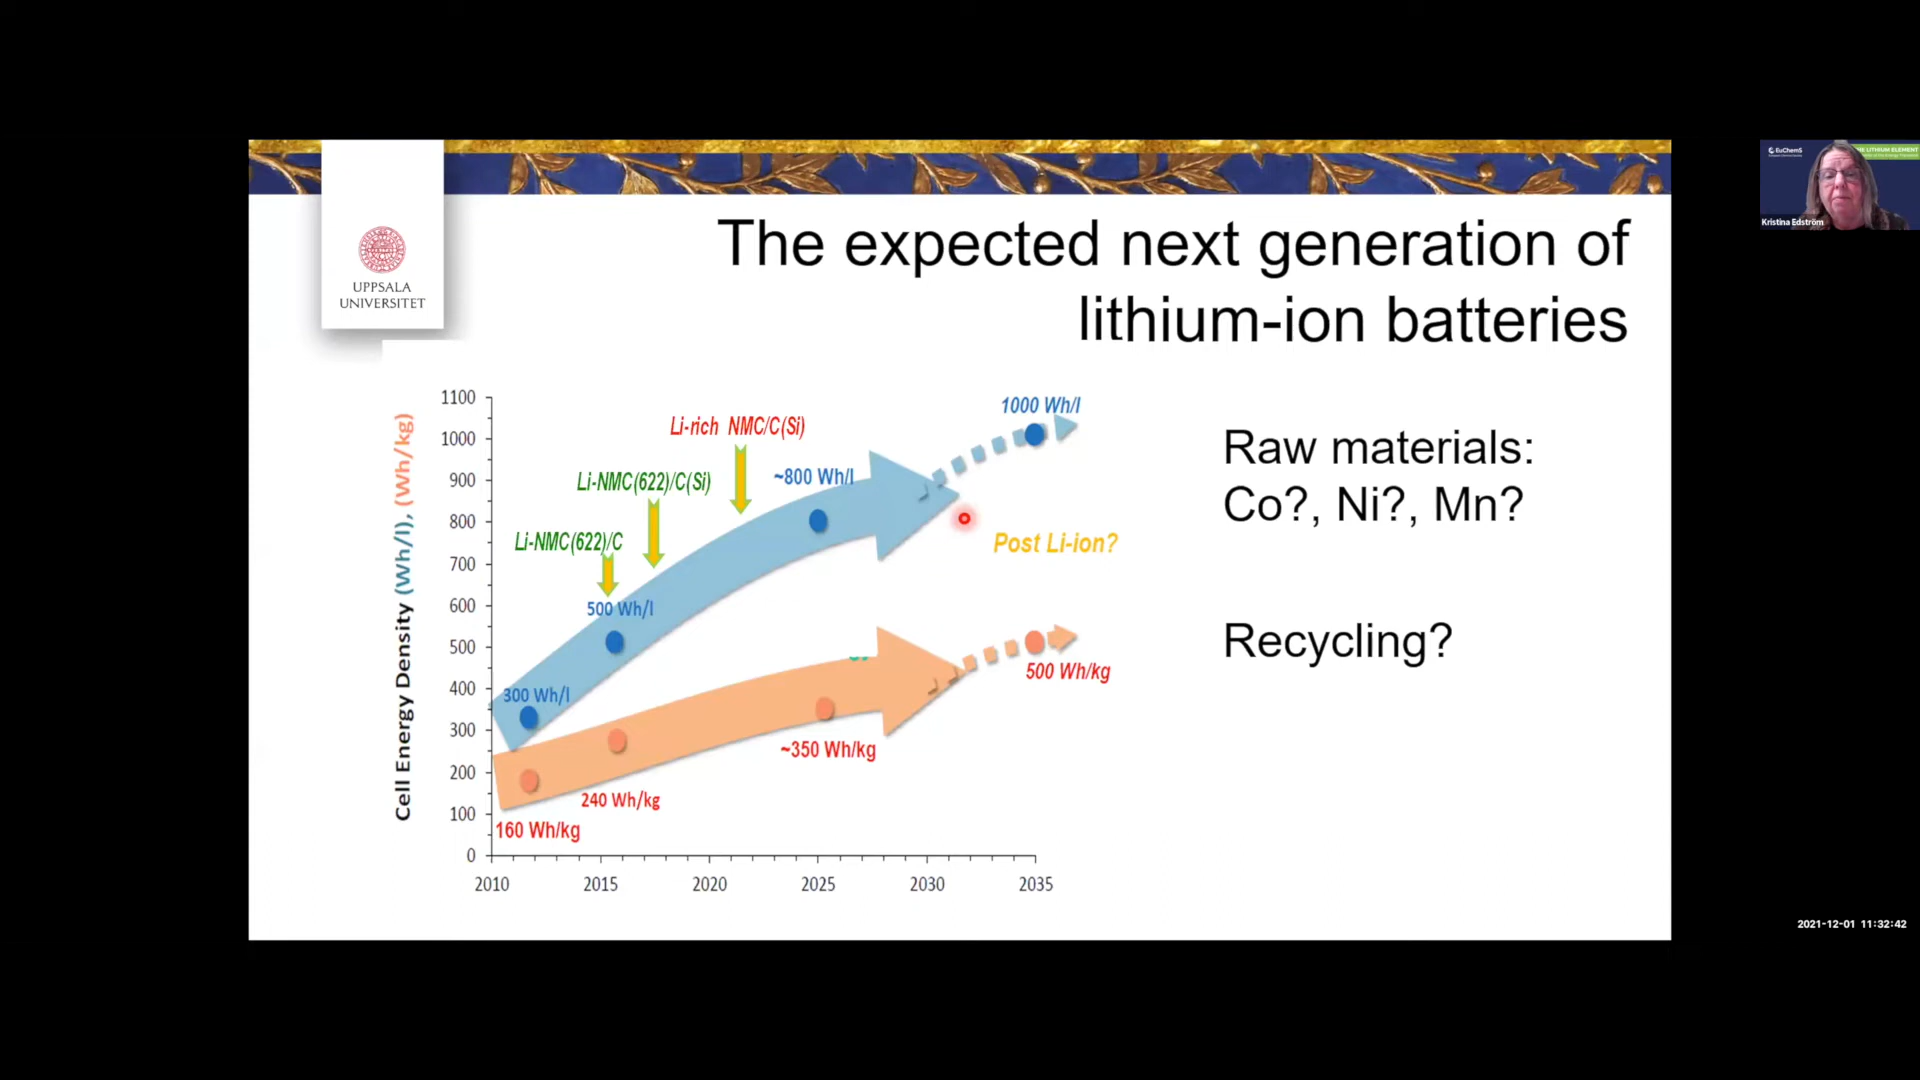 UPPSALA
UNIVERSITET
The expected next generation of
lithium-ion batteries
Cell Energy Density (Wh/l), (Wh/kg)
1100
1000
900
800
700
600
500
400
300
200
100
0
2010 2015 2020 2025 2030 2035
Li-NMC(622)/C
Li-NMC(622)/C(Si)
Li-rich NMC/C(Si)
300 Wh/l
500 Wh/l
~800 Wh/l
1000 Wh/l
Post Li-ion?
160 Wh/kg
240 Wh/kg
~350 Wh/kg
500 Wh/kg
Raw materials:
Co?, Ni?, Mn?
Recycling?
EuChemS
LITHIUM ELEMENT
Kristina Edström
2021-12-01 11:32:42